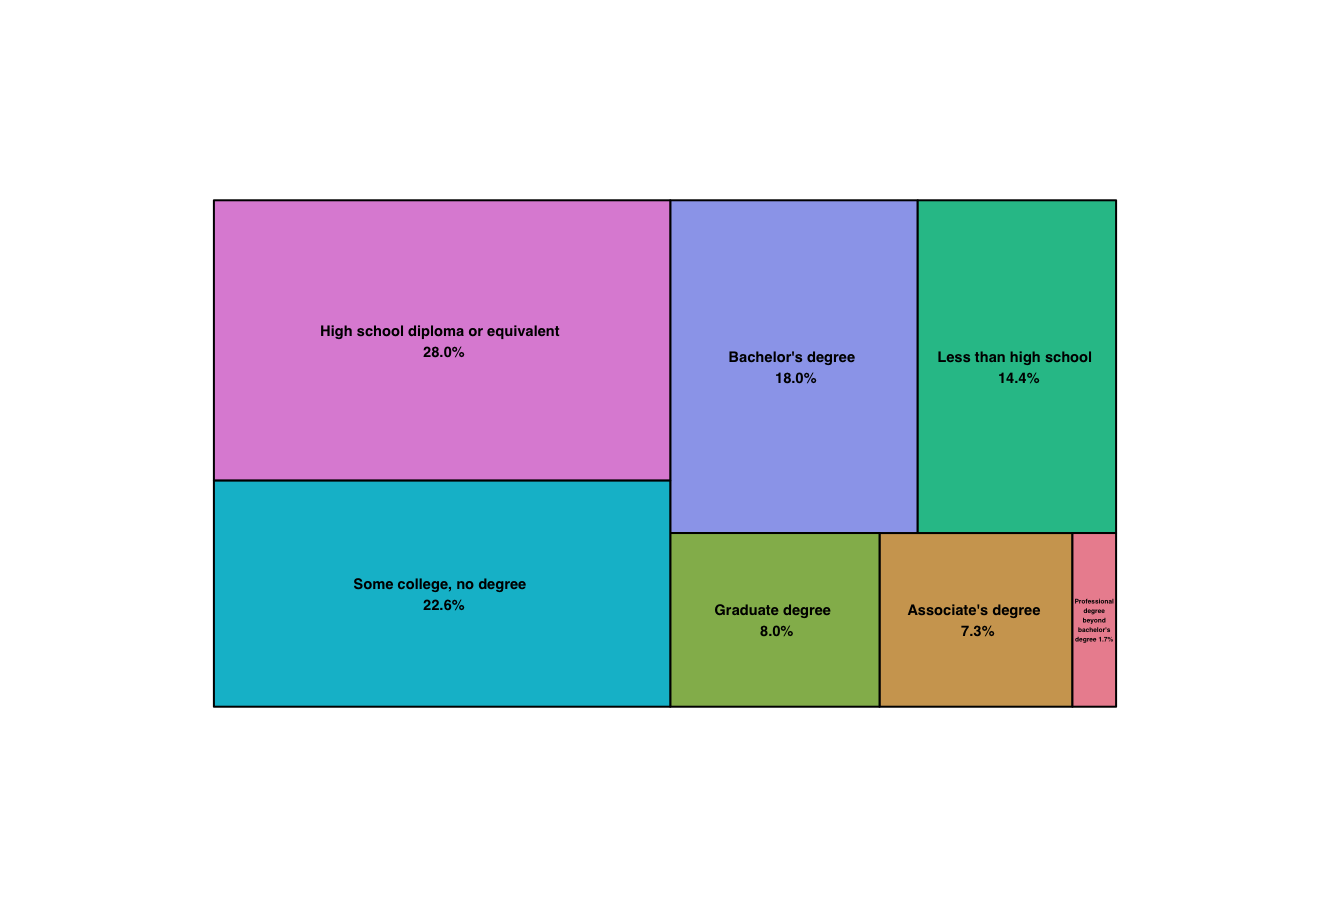 High school diploma or equivalent
28.0%
Bachelor's degree
18.0%
Less than high school
14.4%
Some college, no degree
22.6%
Graduate degree
8.0%
Associate's degree
7.3%
Professional
degree
beyond
bachelor's
degree 1.7%